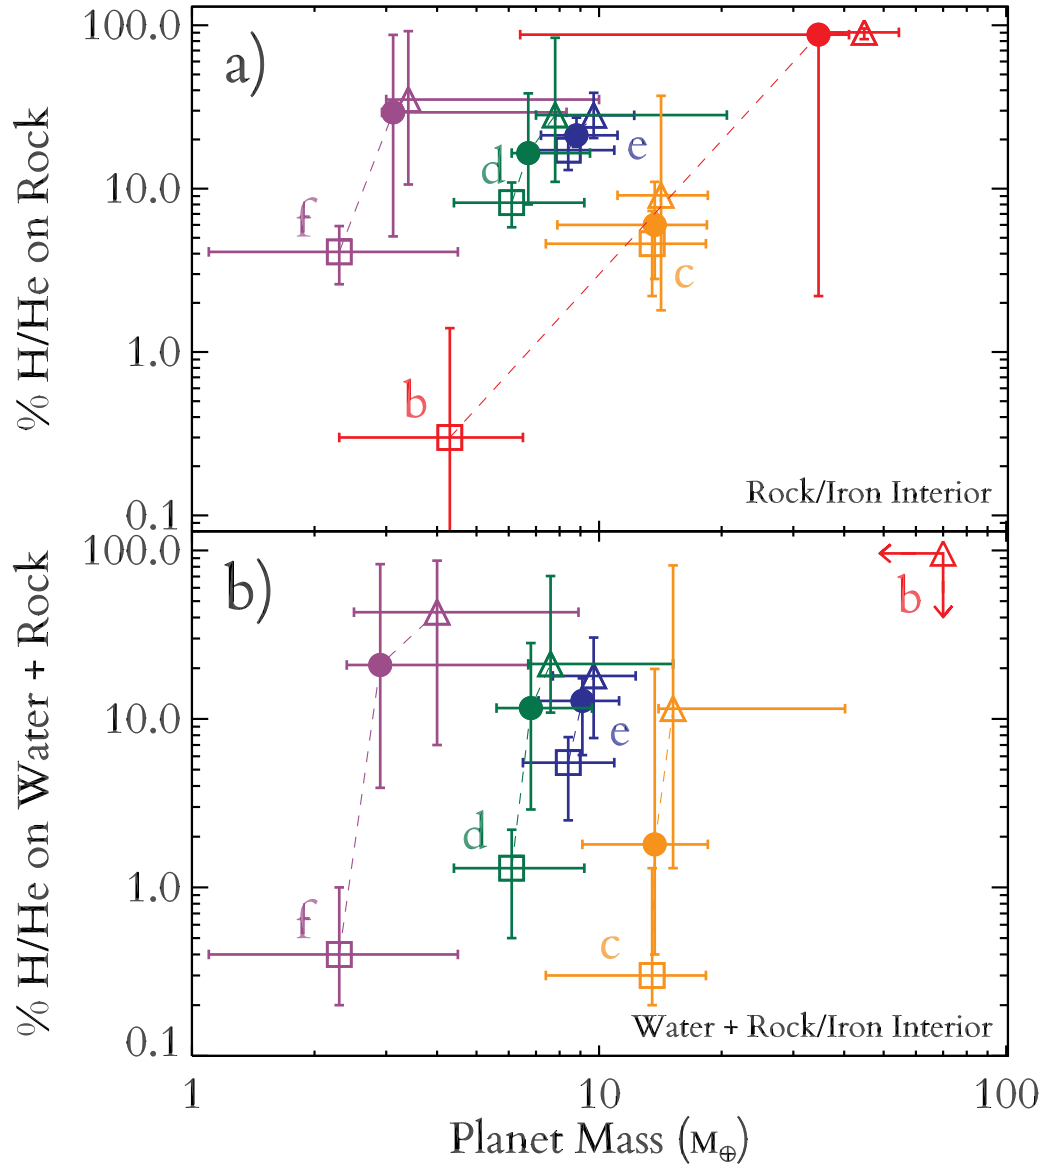 a)
100.0
10.0
1.0
0.1
% H/He on Rock
f
d
e
c
b
Rock/Iron Interior
b)
100.0
10.0
1.0
0.1
% H/He on Water + Rock
b
e
d
f
c
Water + Rock/Iron Interior
1
10
100
Planet Mass (M⊕)